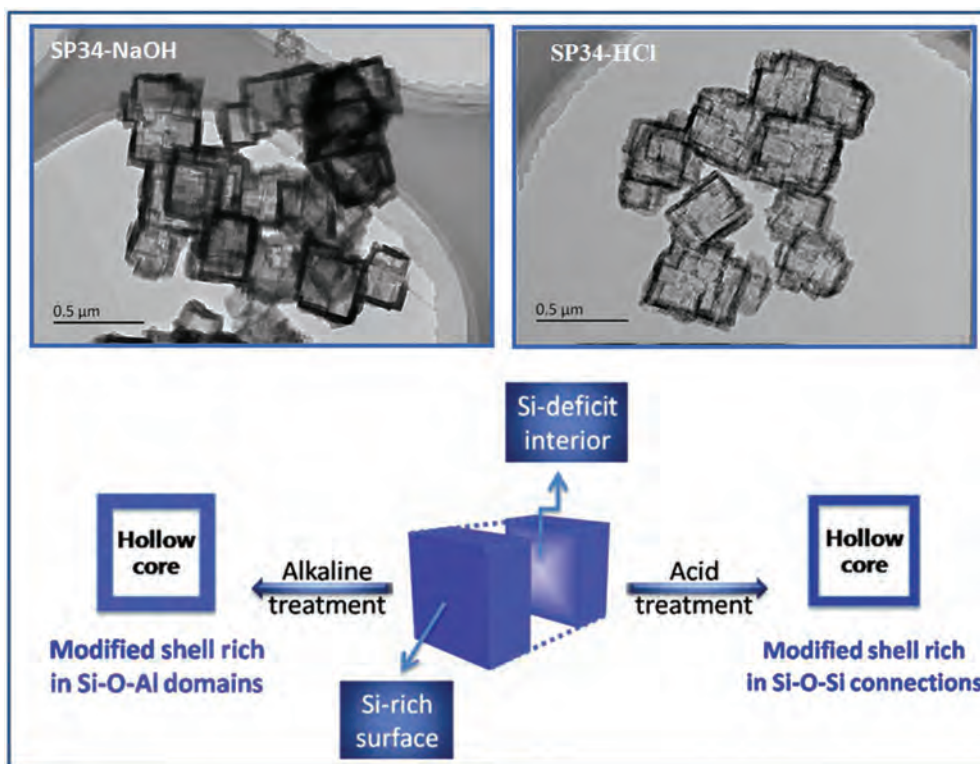 SP34-NaOH
SP34-HCl
0.5 µm
0.5 µm
Si-deficit
interior
Hollow
core
Alkaline
treatment
Acid
treatment
Hollow
core
Modified shell rich
in Si-O-Al domains
Modified shell rich
in Si-O-Si connections
Si-rich
surface